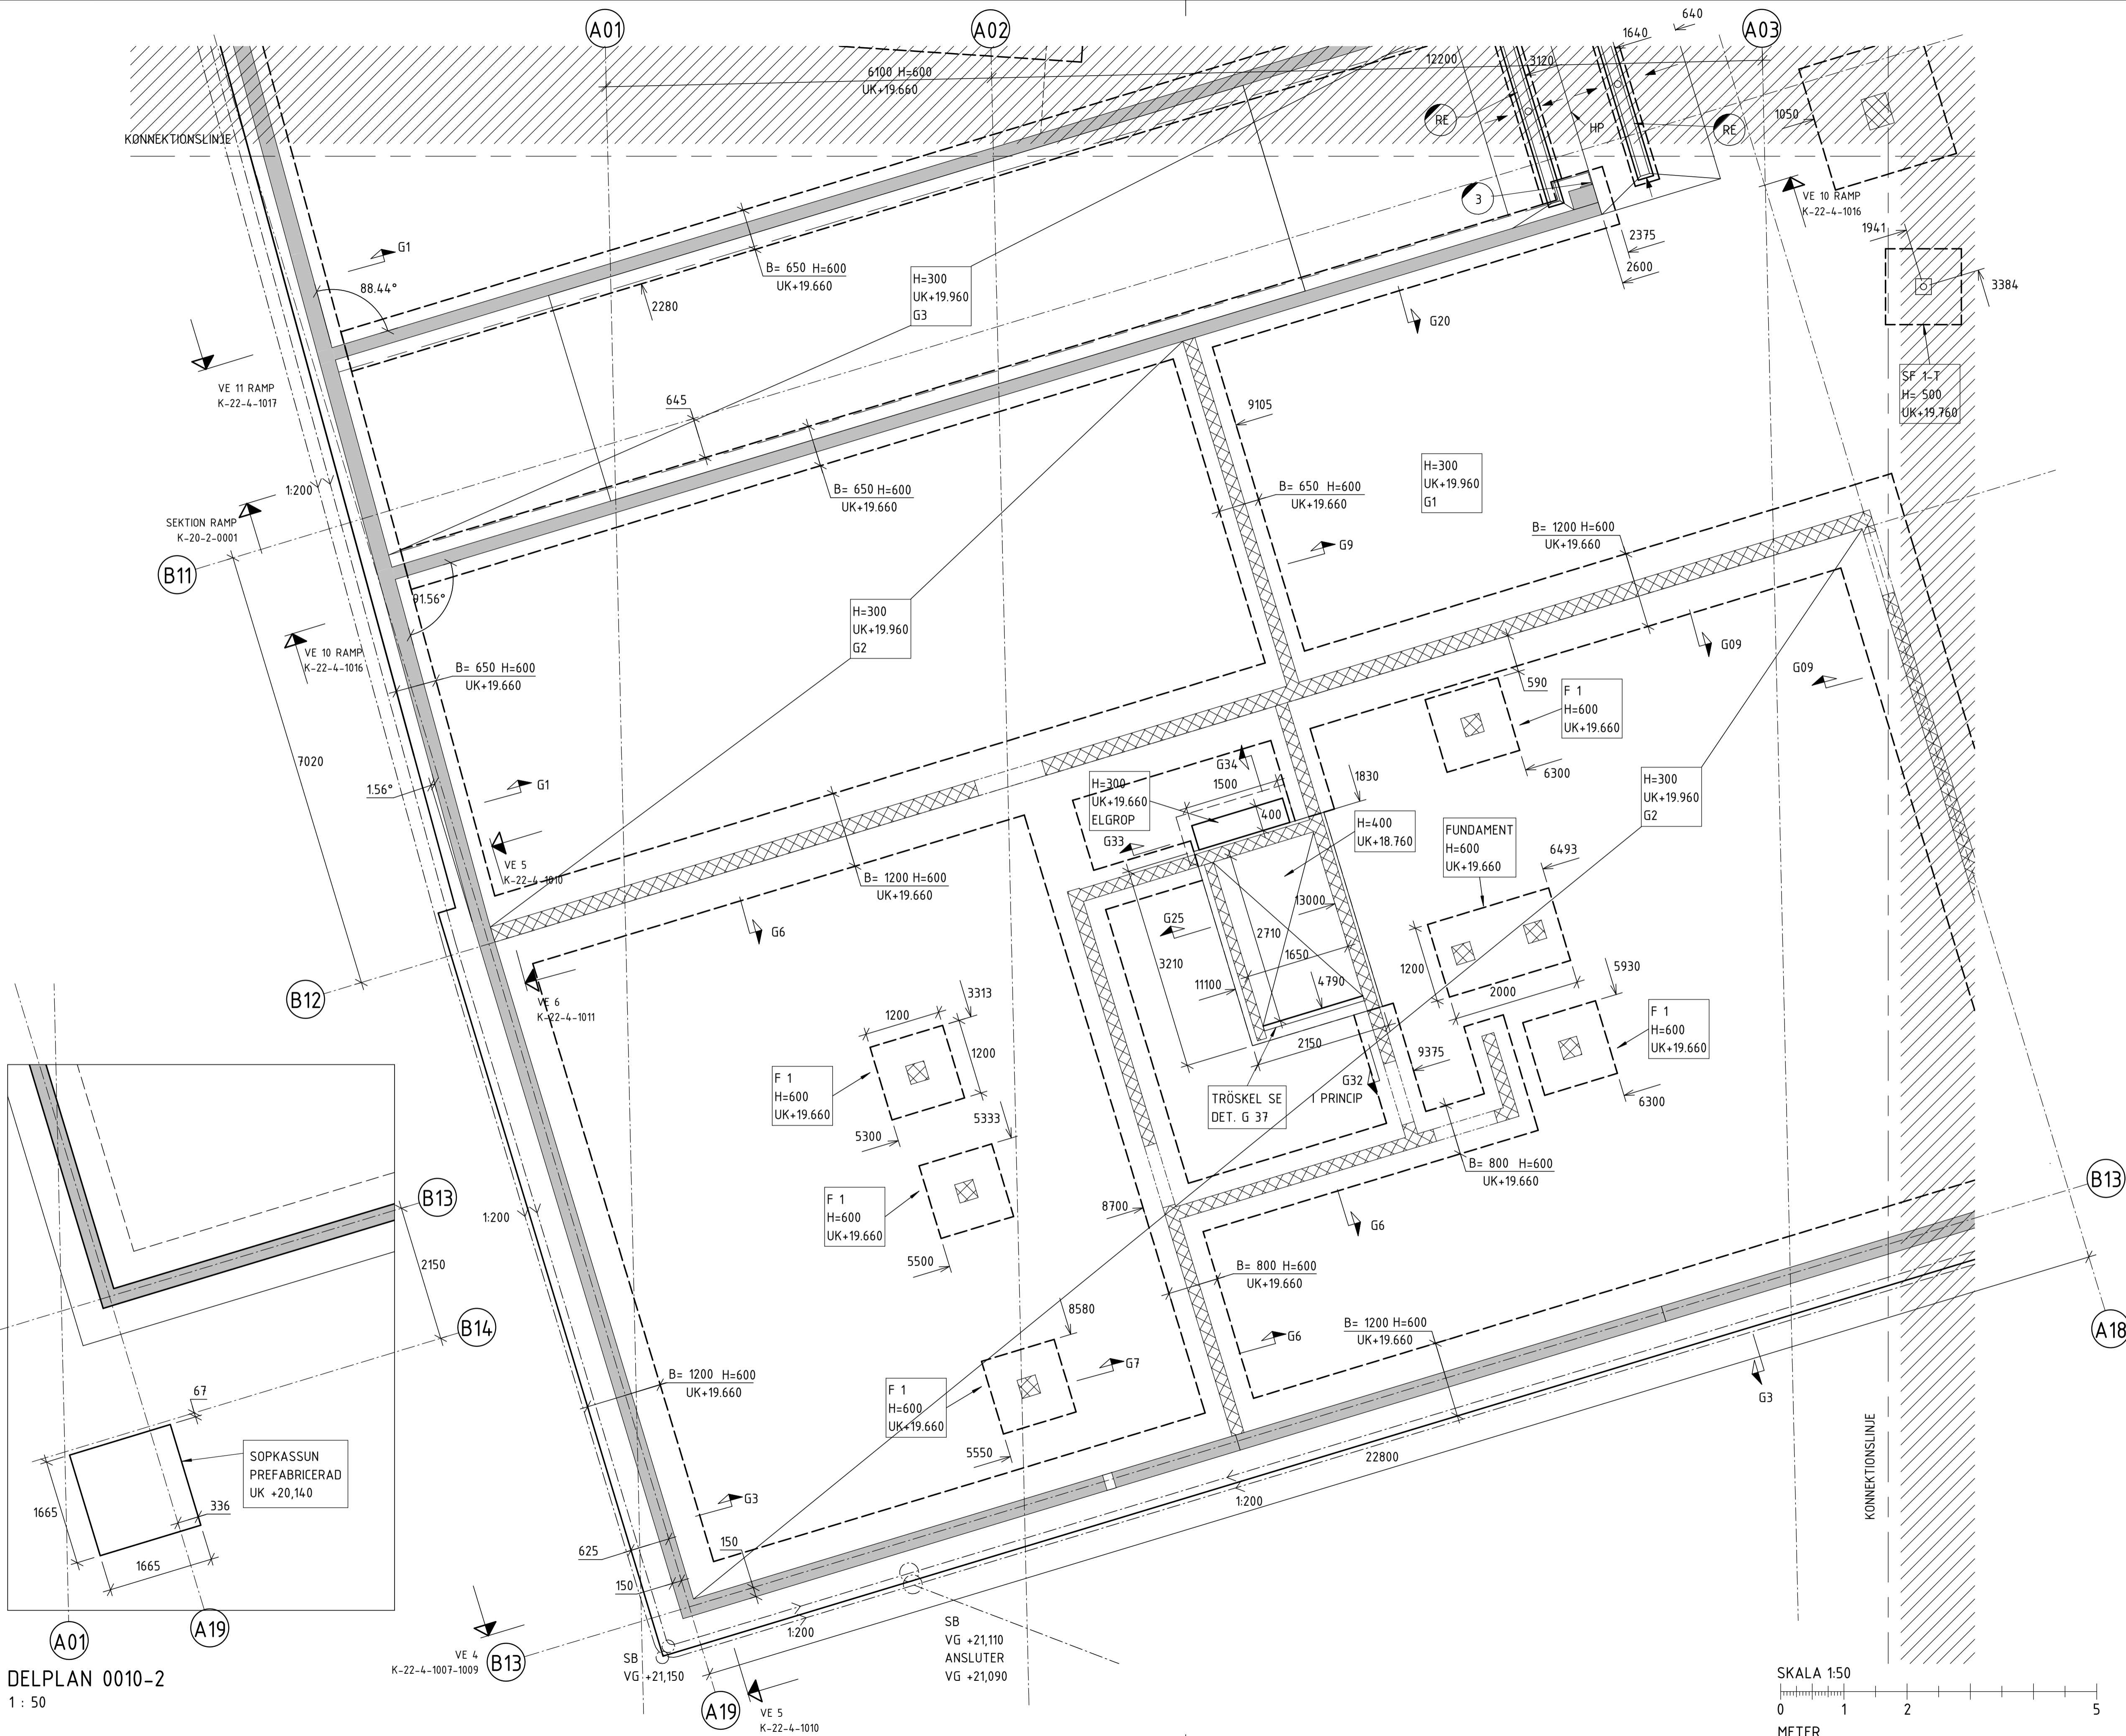 A01
A02
A03
640
1640
6100 H=600
UK+19.660
12200
3120
RE
HP
RE
1050
KONNEKTIONSLINJE
3
VE 10 RAMP
K-22-4-1016
1941
2375
2600
3384
G1
88.44°
B= 650 H=600
UK+19.660
2280
H=300
UK+19.960
G3
G20
VE 11 RAMP
K-22-4-1017
SF 1-T
H= 500
UK+19.760
645
9105
1:200
B= 650 H=600
UK+19.660
B= 650 H=600
UK+19.660
H=300
UK+19.960
G1
SEKTION RAMP
K-20-2-0001
B= 1200 H=600
UK+19.660
G9
B11
91.56°
H=300
UK+19.960
G2
VE 10 RAMP
K-22-4-1016
B= 650 H=600
UK+19.660
G09
G09
590
F 1
H=600
UK+19.660
7020
1.56°
G1
G34
1500
H=300
UK+19.660
ELGROP
400
1830
6300
H=300
UK+19.960
G2
H=400
UK+18.760
G33
FUNDAMENT
H=600
UK+19.660
6493
VE 5
K-22-4-1010
B= 1200 H=600
UK+19.660
13000
G25
G6
2710
1650
3210
1200
4790
11100
5930
2000
B12
VE 6
K-22-4-1011
3313
1200
1200
F 1
H=600
UK+19.660
2150
9375
F 1
H=600
UK+19.660
G32
I PRINCIP
TRÖSKEL SE
DET. G 37
6300
5300
5333
B= 800 H=600
UK+19.660
B13
B13
F 1
H=600
UK+19.660
1:200
8700
G6
2150
5500
B= 800 H=600
UK+19.660
8580
B14
G6
B= 1200 H=600
UK+19.660
A18
G7
B= 1200 H=600
UK+19.660
F 1
H=600
UK+19.660
G3
67
KONNEKTIONSLINJE
5550
22800
SOPKASSUN
PREFABRICERAD
UK +20,140
1:200
G3
336
1665
1665
625
150
150
A01
A19
VE 4
K-22-4-1007-1009
B13
1:200
SB
VG +21,150
SB
VG +21,110
ANSLUTER
VG +21,090
A19
VE 5
K-22-4-1010
DELPLAN 0010-2
1 : 50
SKALA 1:50
0 1 2 5
METER